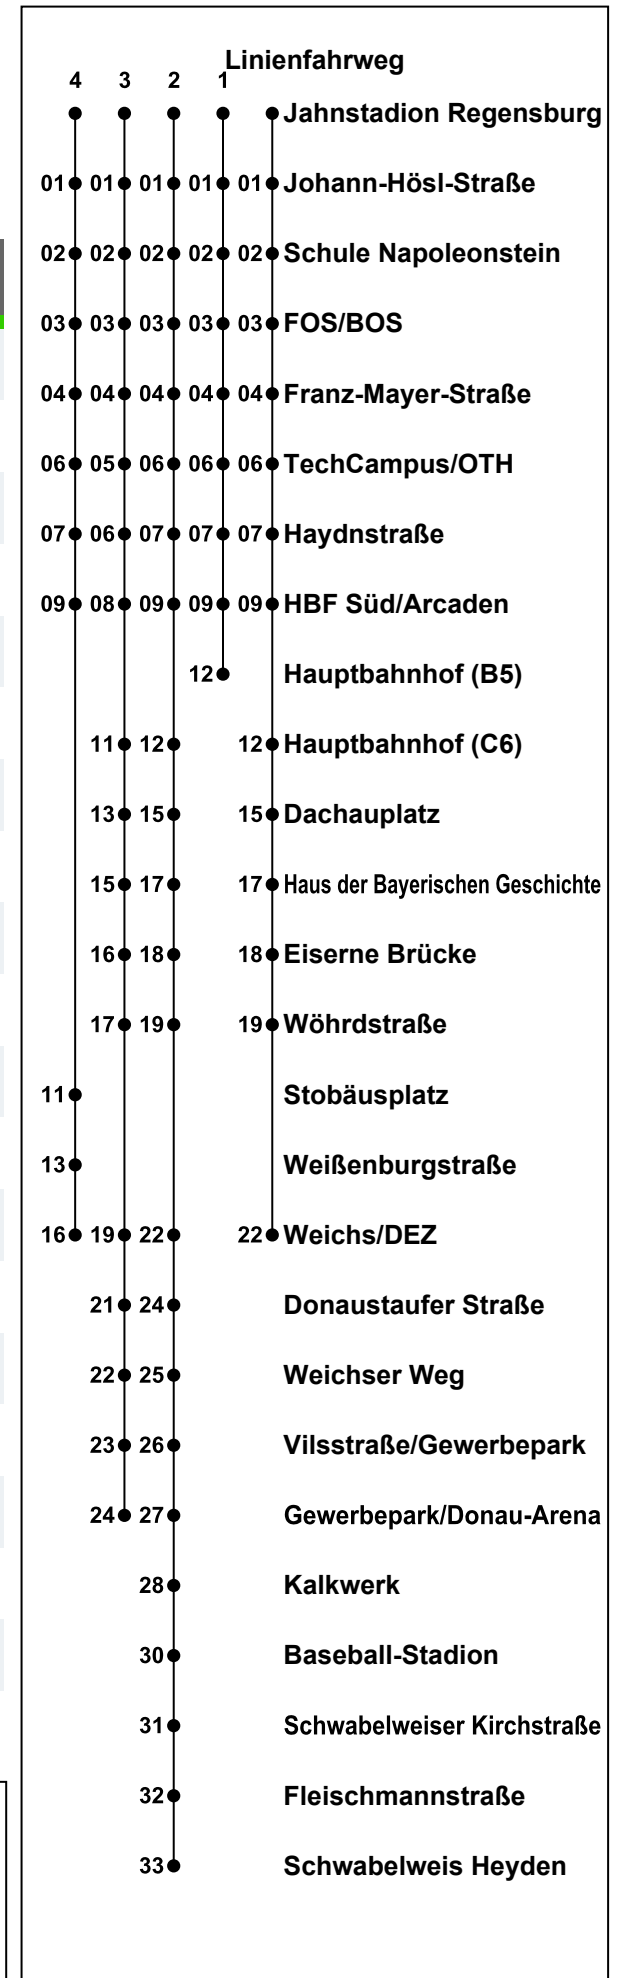 Linienfahrweg
4 3 2 1
Jahnstadion Regensburg
01 01 01 01 01 Johann-Hösl-Straße
02 02 02 02 02 Schule Napoleonstein
03 03 03 03 03 FOS/BOS
04 04 04 04 04 Franz-Mayer-Straße
06 05 06 06 06 TechCampus/OTH
07 06 07 07 07 Haydnstraße
09 08 09 09 09 HBF Süd/Arcaden
12 Hauptbahnhof (B5)
11 12 12 Hauptbahnhof (C6)
13 15 15 Dachauplatz
15 17 17 Haus der Bayerischen Geschichte
16 18 18 Eiserne Brücke
17 19 19 Wöhrdstraße
11 Stobäusplatz
13 Weißenburgstraße
16 19 22 22 Weichs/DEZ
21 24 Donaustaufer Straße
22 25 Weichser Weg
23 26 Vilsstraße/Gewerbepark
24 27 Gewerbepark/Donau-Arena
28 Kalkwerk
30 Baseball-Stadion
31 Schwabelweiser Kirchstraße
32 Fleischmannstraße
33 Schwabelweis Heyden